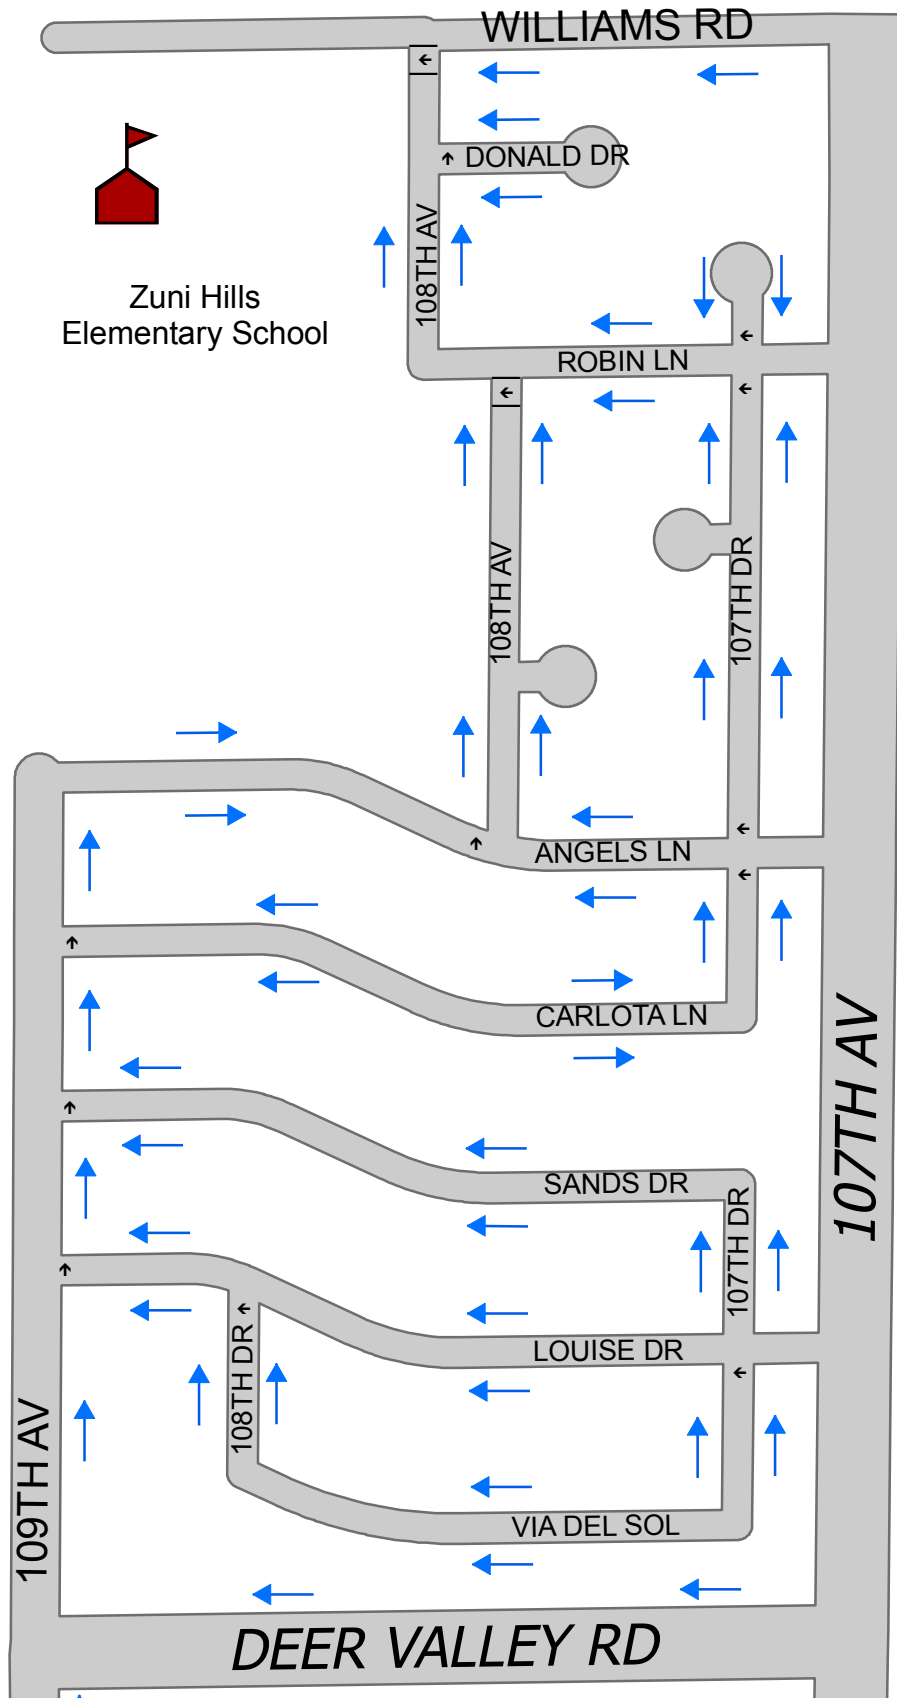 WILLIAMS RD
DONALD DR
108TH AV
Zuni Hills
Elementary School
ROBIN LN
108TH AV
107TH DR
ANGELS LN
CARLOTA LN
107TH AV
SANDS DR
107TH DR
LOUISE DR
108TH DR
109TH AV
VIA DEL SOL
DEER VALLEY RD